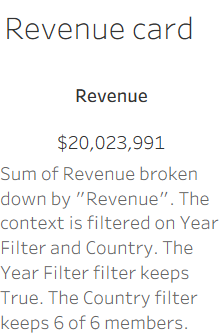 Revenue card
Revenue
$20,023,991
Sum of Revenue broken
down by "Revenue". The
context is filtered on Year
Filter and Country. The
Year Filter filter keeps
True. The Country filter
keeps 6 of 6 members.